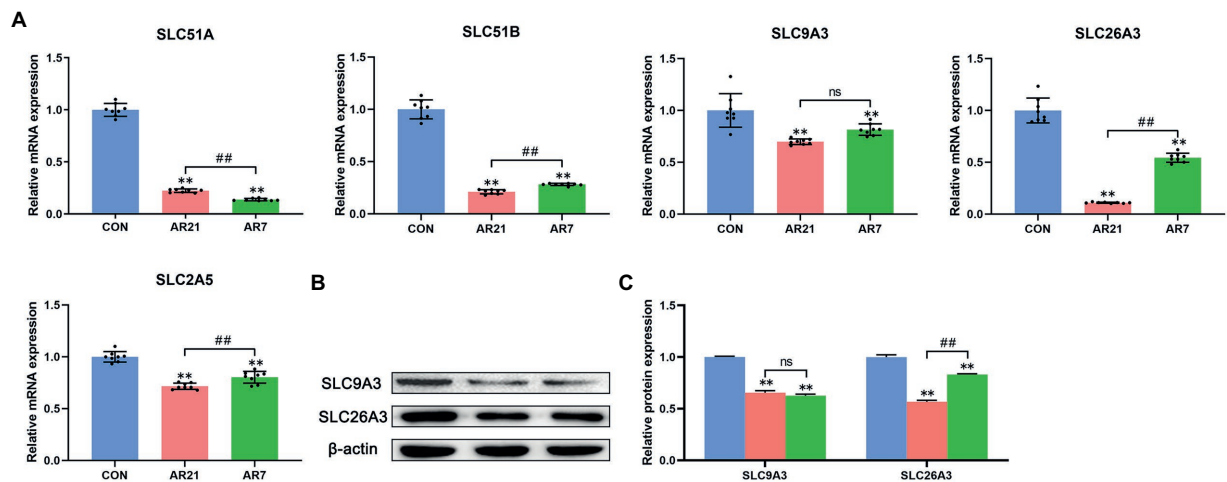 A
SLC51A
Relative mRNA expression
1.5
1.0
0.5
0.0
**
**
##
CON
AR21
AR7
SLC51B
Relative mRNA expression
1.5
1.0
0.5
0.0
**
**
##
CON
AR21
AR7
SLC9A3
Relative mRNA expression
1.5
1.0
0.5
0.0
**
**
ns
CON
AR21
AR7
SLC26A3
Relative mRNA expression
1.5
1.0
0.5
0.0
**
**
##
CON
AR21
AR7
SLC2A5
Relative mRNA expression
1.5
1.0
0.5
0.0
**
**
##
CON
AR21
AR7
B
SLC9A3
SLC26A3
β-actin
C
Relative protein expression
1.5
1.0
0.5
0.0
**
**
ns
**
**
##
SLC9A3
SLC26A3